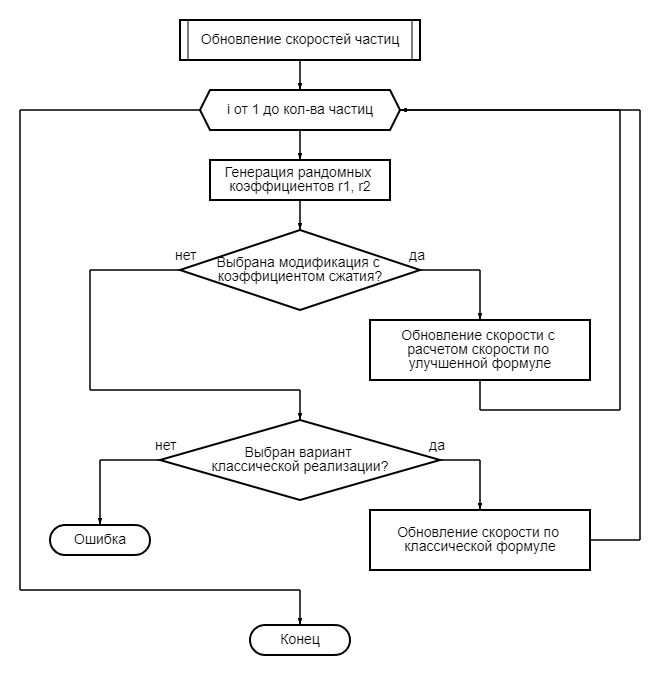 Обновление скоростей частиц
i от 1 до кол-ва частиц
Генерация рандомных
коэффициентов r1, r2
нет
Выбрана модификация с
коэффициентом сжатия?
да
Обновление скорости с
расчетом скорости по
улучшенной формуле
нет
Выбран вариант
классической реализации?
да
Ошибка
Обновление скорости по
классической формуле
Конец